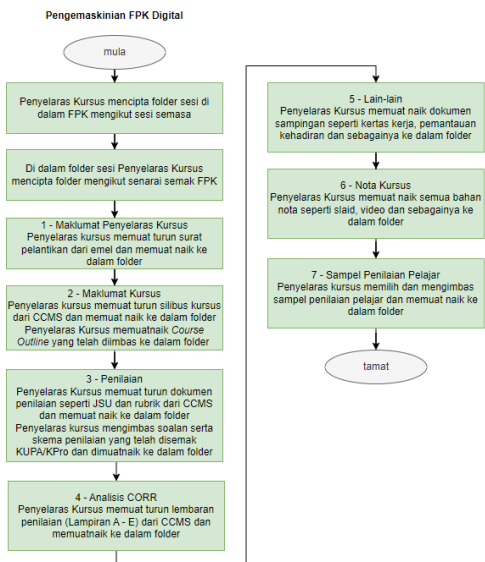 Pengemaskinian FPK Digital
mula
Penyelaras Kursus mencipta folder sesi di
dalam FPK mengikut sesi semasa
Di dalam folder sesi Penyelaras Kursus
mencipta folder mengikut senarai semak FPK
1 - Maklumat Penyelaras Kursus
Penyelaras kursus memuat turun surat
pelantikan dari emel dan memuat naik ke
dalam folder
2 - Maklumat Kursus
Penyelaras kursus memuat turun silibus kursus
dari CCMS dan memuat naik ke dalam folder
Penyelaras Kursus memuatnaik Course
Outline yang telah diimbas ke dalam folder
3 - Penilaian
Penyelaras Kursus memuat turun dokumen
penilaian seperti JSU dan rubrik dari CCMS
dan memuat naik ke dalam folder
Penyelaras kursus mengimbas soalan serta
skema penilaian yang telah disemak
KUPA/KPro dan dimuatnaik ke dalam folder
4 - Analisis CORR
Penyelaras Kursus memuat turun lembaran
penilaian (Lampiran A - E) dari CCMS dan
memuatnaik ke dalam folder
5 - Lain-lain
Penyelaras Kursus memuat naik dokumen
sampingan seperti kertas kerja, pemantauan
kehadiran dan sebagainya ke dalam folder
6 - Nota Kursus
Penyelaras Kursus memuat naik semua bahan
nota seperti slaid, video dan sebagainya ke
dalam folder
7 - Sampel Penilaian Pelajar
Penyelaras kursus memilih dan mengimbas
sampel penilaian pelajar dan memuat naik ke
dalam folder
tamat